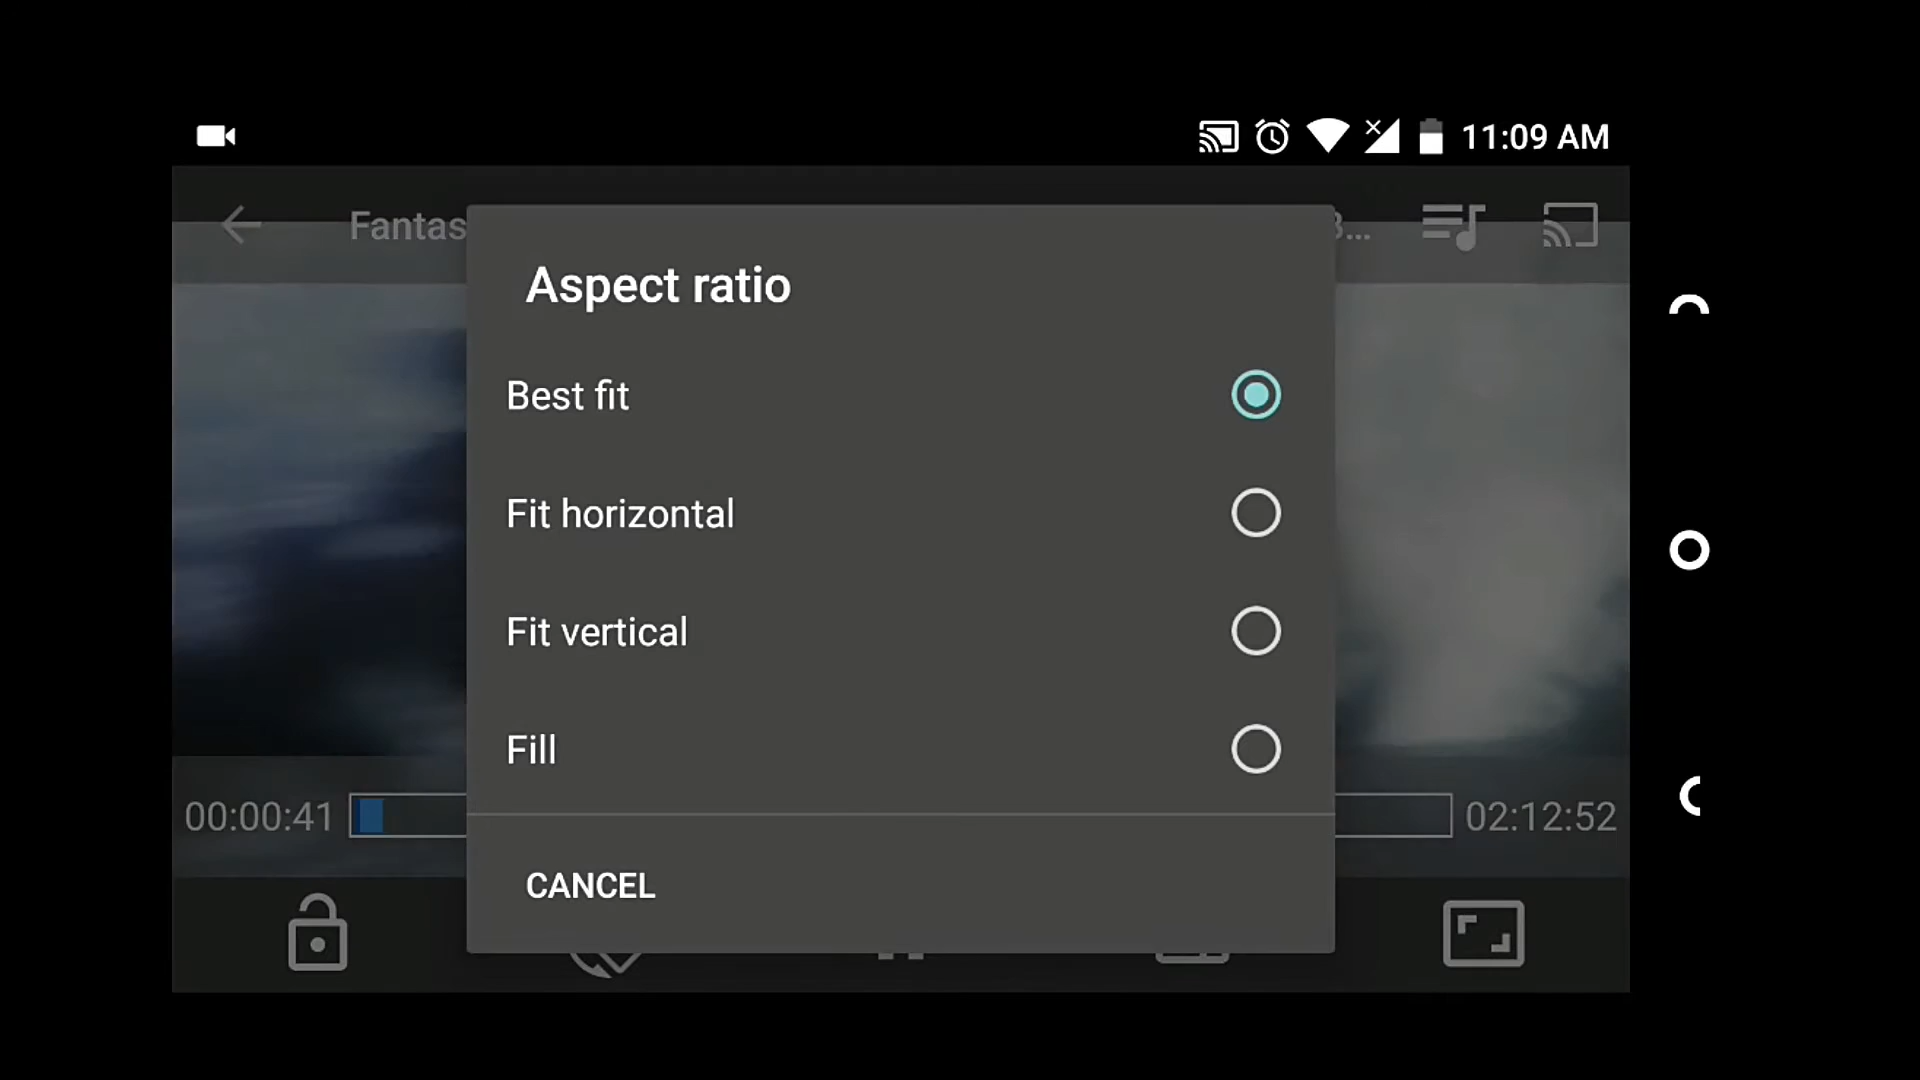 11:09 AM
Fantas
Aspect ratio
Best fit
Fit horizontal
Fit vertical
Fill
00:00:41
02:12:52
CANCEL